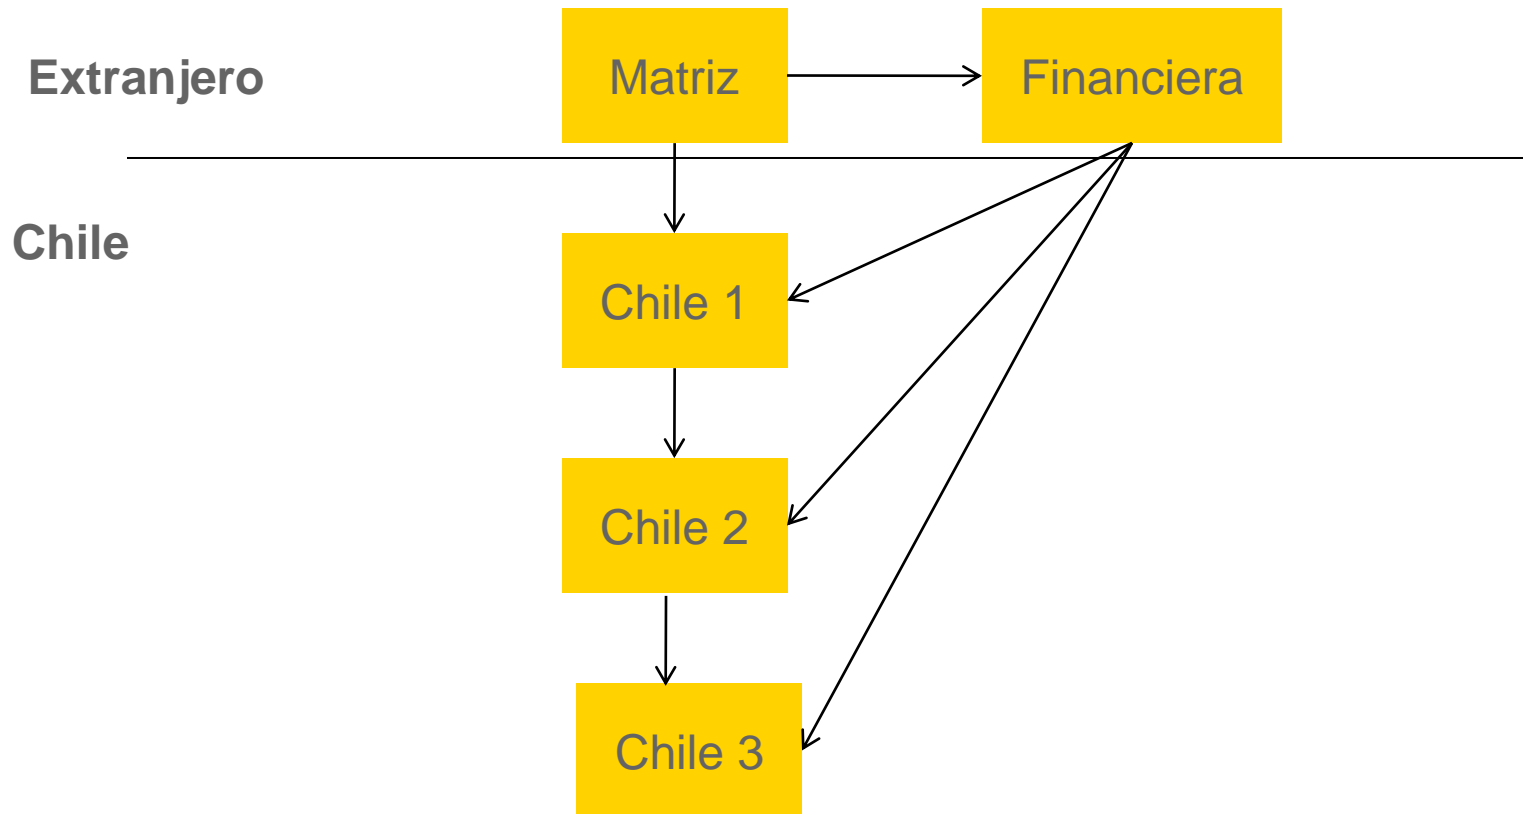 Extranjero
Matriz
Financiera
Chile
Chile 1
Chile 2
Chile 3